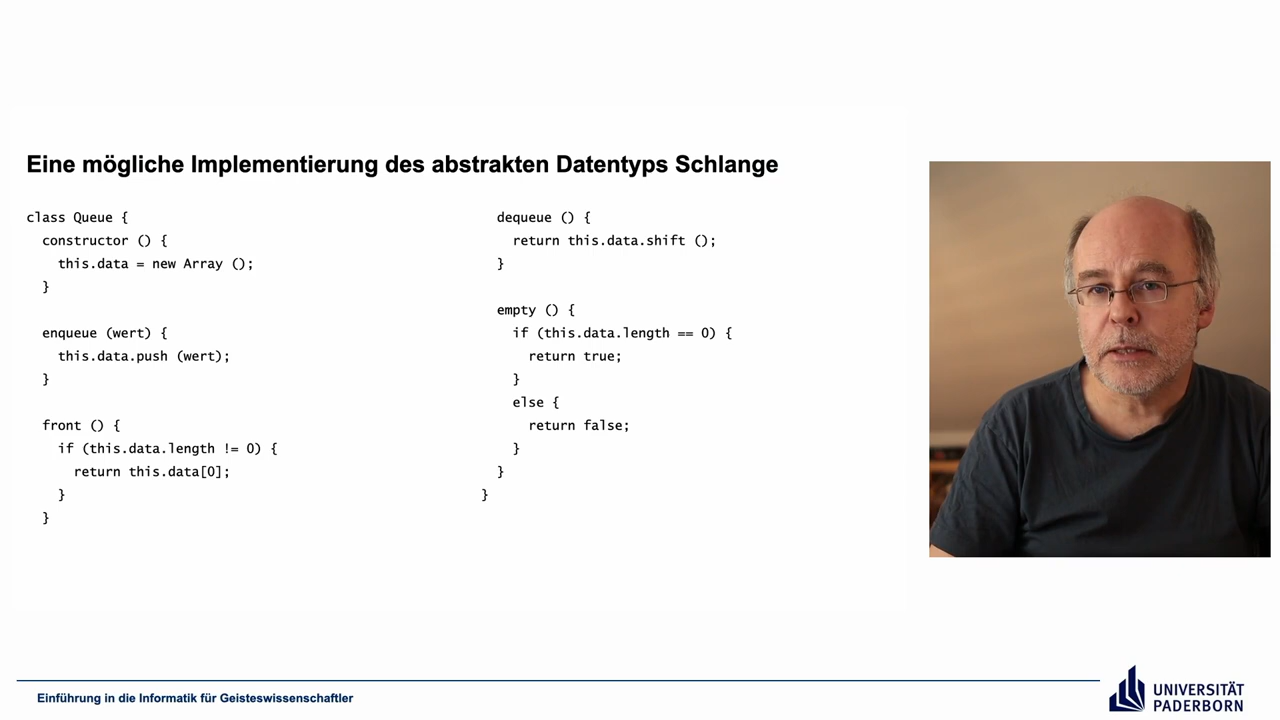 Eine mögliche Implementierung des abstrakten Datentyps Schlange
class Queue {
constructor () {
this.data = new Array ();
}
enqueue (wert) {
this.data.push (wert);
}
front () {
if (this.data.length != 0) {
return this.data[0];
}
}
dequeue () {
return this.data.shift ();
}
empty () {
if (this.data.length == 0) {
return true;
}
else {
return false;
}
}
}
Einführung in die Informatik für Geisteswissenschaftler
UNIVERSITÄT
PADERBORN